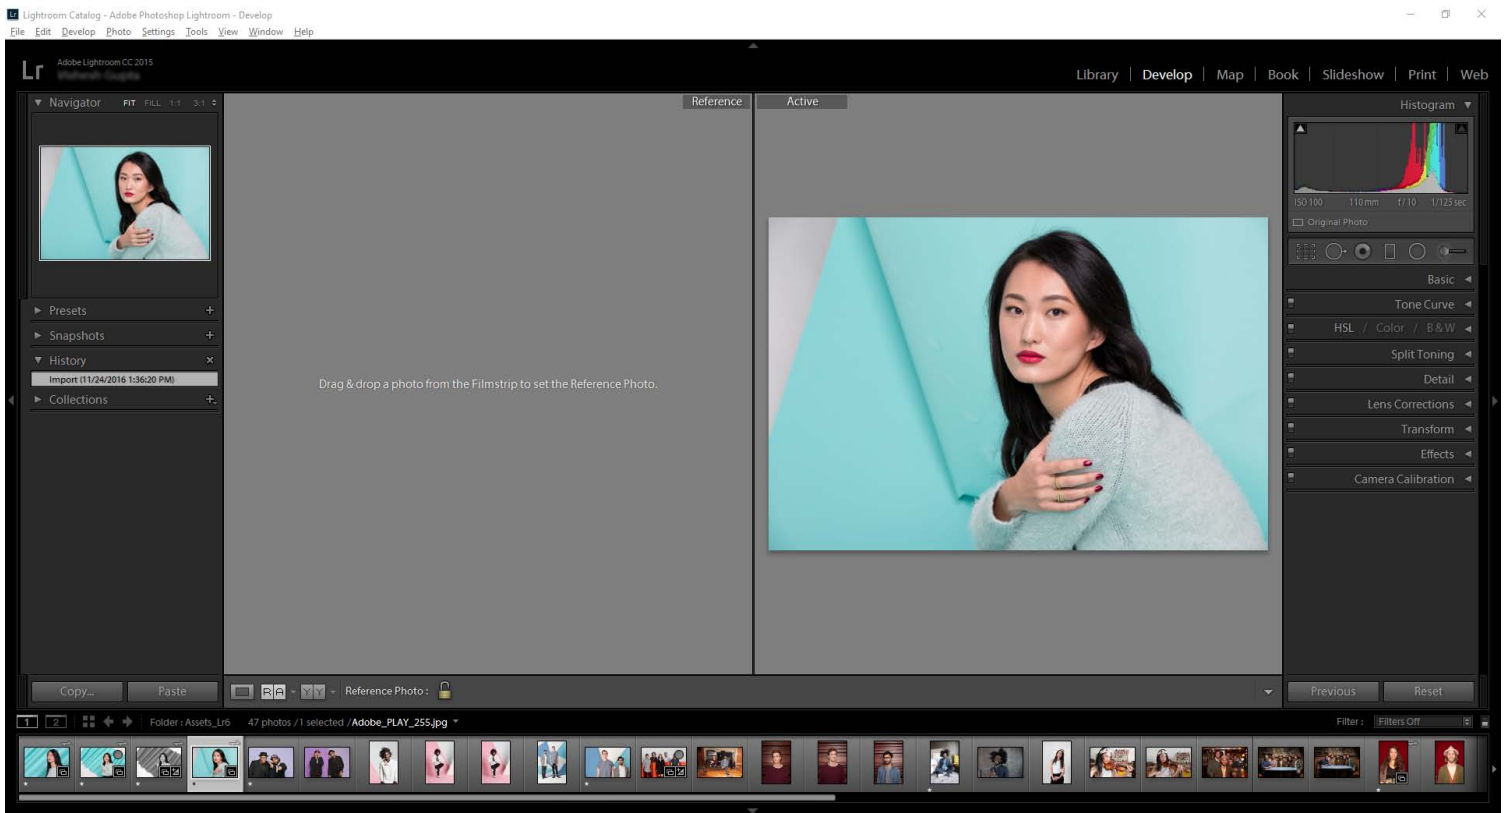 Lightroom Catalog - Adobe Photoshop Lightroom - Develop
File Edit Develop Photo Settings Tools View Window Help
Lr Adobe Lightroom CC 2015
Library | Develop | Map | Book | Slideshow | Print | Web
Navigator FIT FILL 1:1 3:1
Reference
Active
Histogram
ISO 100 110 mm f / 10 1/125 sec
Original Photo
Basic
Presets
Tone Curve
Snapshots
HSL / Color / B & W
History
Split Toning
Import (11/24/2016 1:36:20 PM)
Drag & drop a photo from the Filmstrip to set the Reference Photo.
Detail
Collections
Lens Corrections
Transform
Effects
Camera Calibration
Copy... Paste
R A Y Y Reference Photo :
Previous Reset
1 2 Folder : Assets_Lr6 47 photos / 1 selected / Adobe_PLAY_255.jpg
Filter : Filters Off